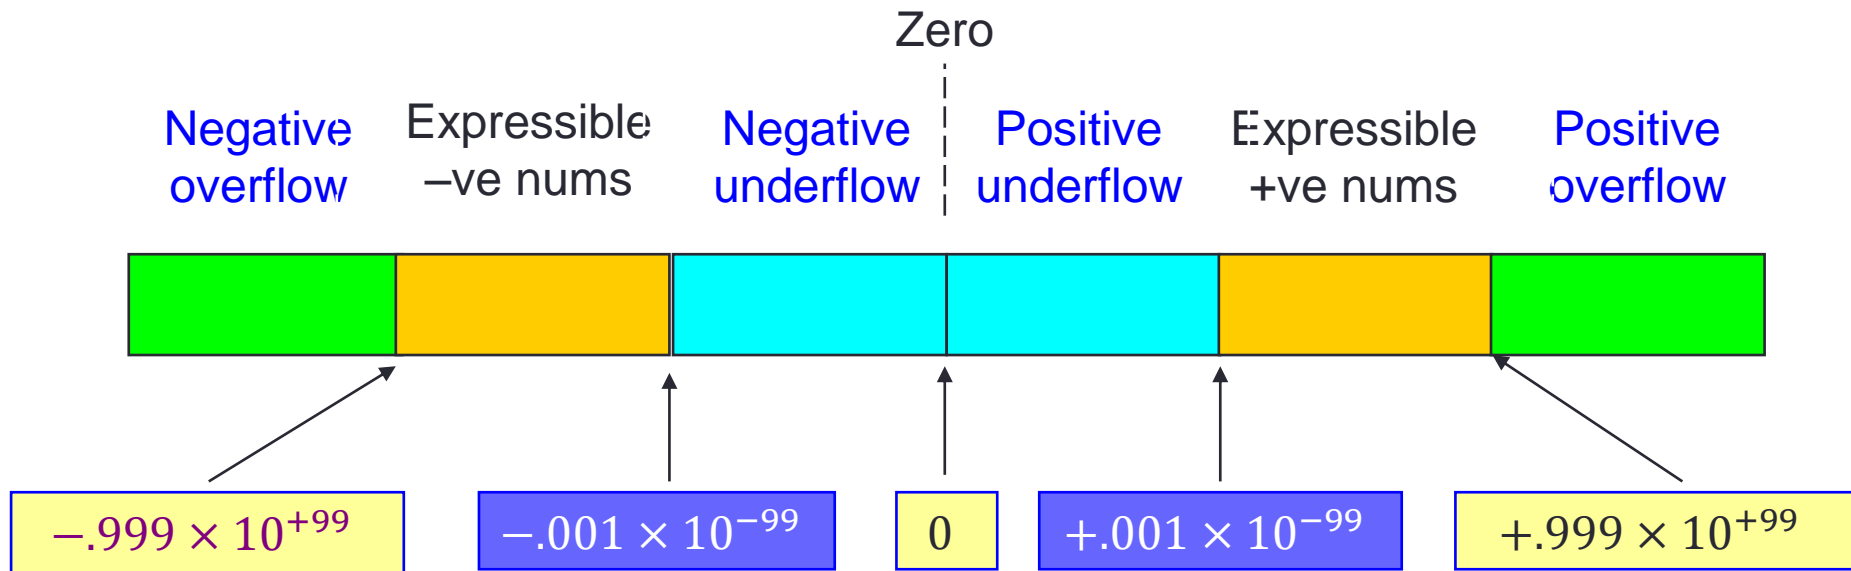 Zero
Negative
overflow
Expressible
–ve nums
Negative
underflow
Positive
underflow
Expressible
+ve nums
Positive
overflow
−.999 × 10⁺⁹⁹
−.001 × 10⁻⁹⁹
0
+.001 × 10⁻⁹⁹
+.999 × 10⁺⁹⁹